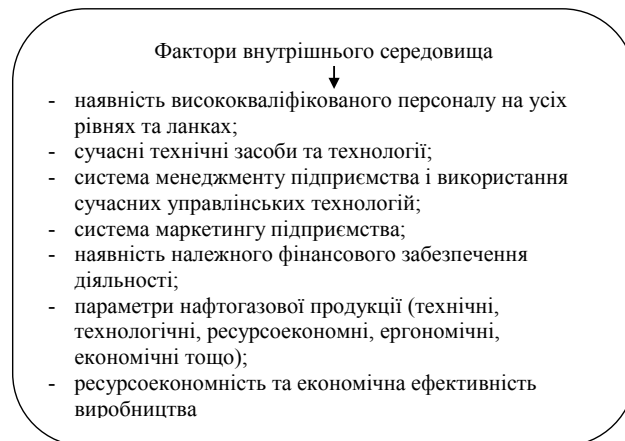 Фактори внутрішнього середовища
- наявність висококваліфікованого персоналу на усіх
рівнях та ланках;
- сучасні технічні засоби та технології;
- система менеджменту підприємства і використання
сучасних управлінських технологій;
- система маркетингу підприємства;
- наявність належного фінансового забезпечення
діяльності;
- параметри нафтогазової продукції (технічні,
технологічні, ресурсоекономні, ергономічні,
економічні тощо);
- ресурсоекономність та економічна ефективність
виробництва